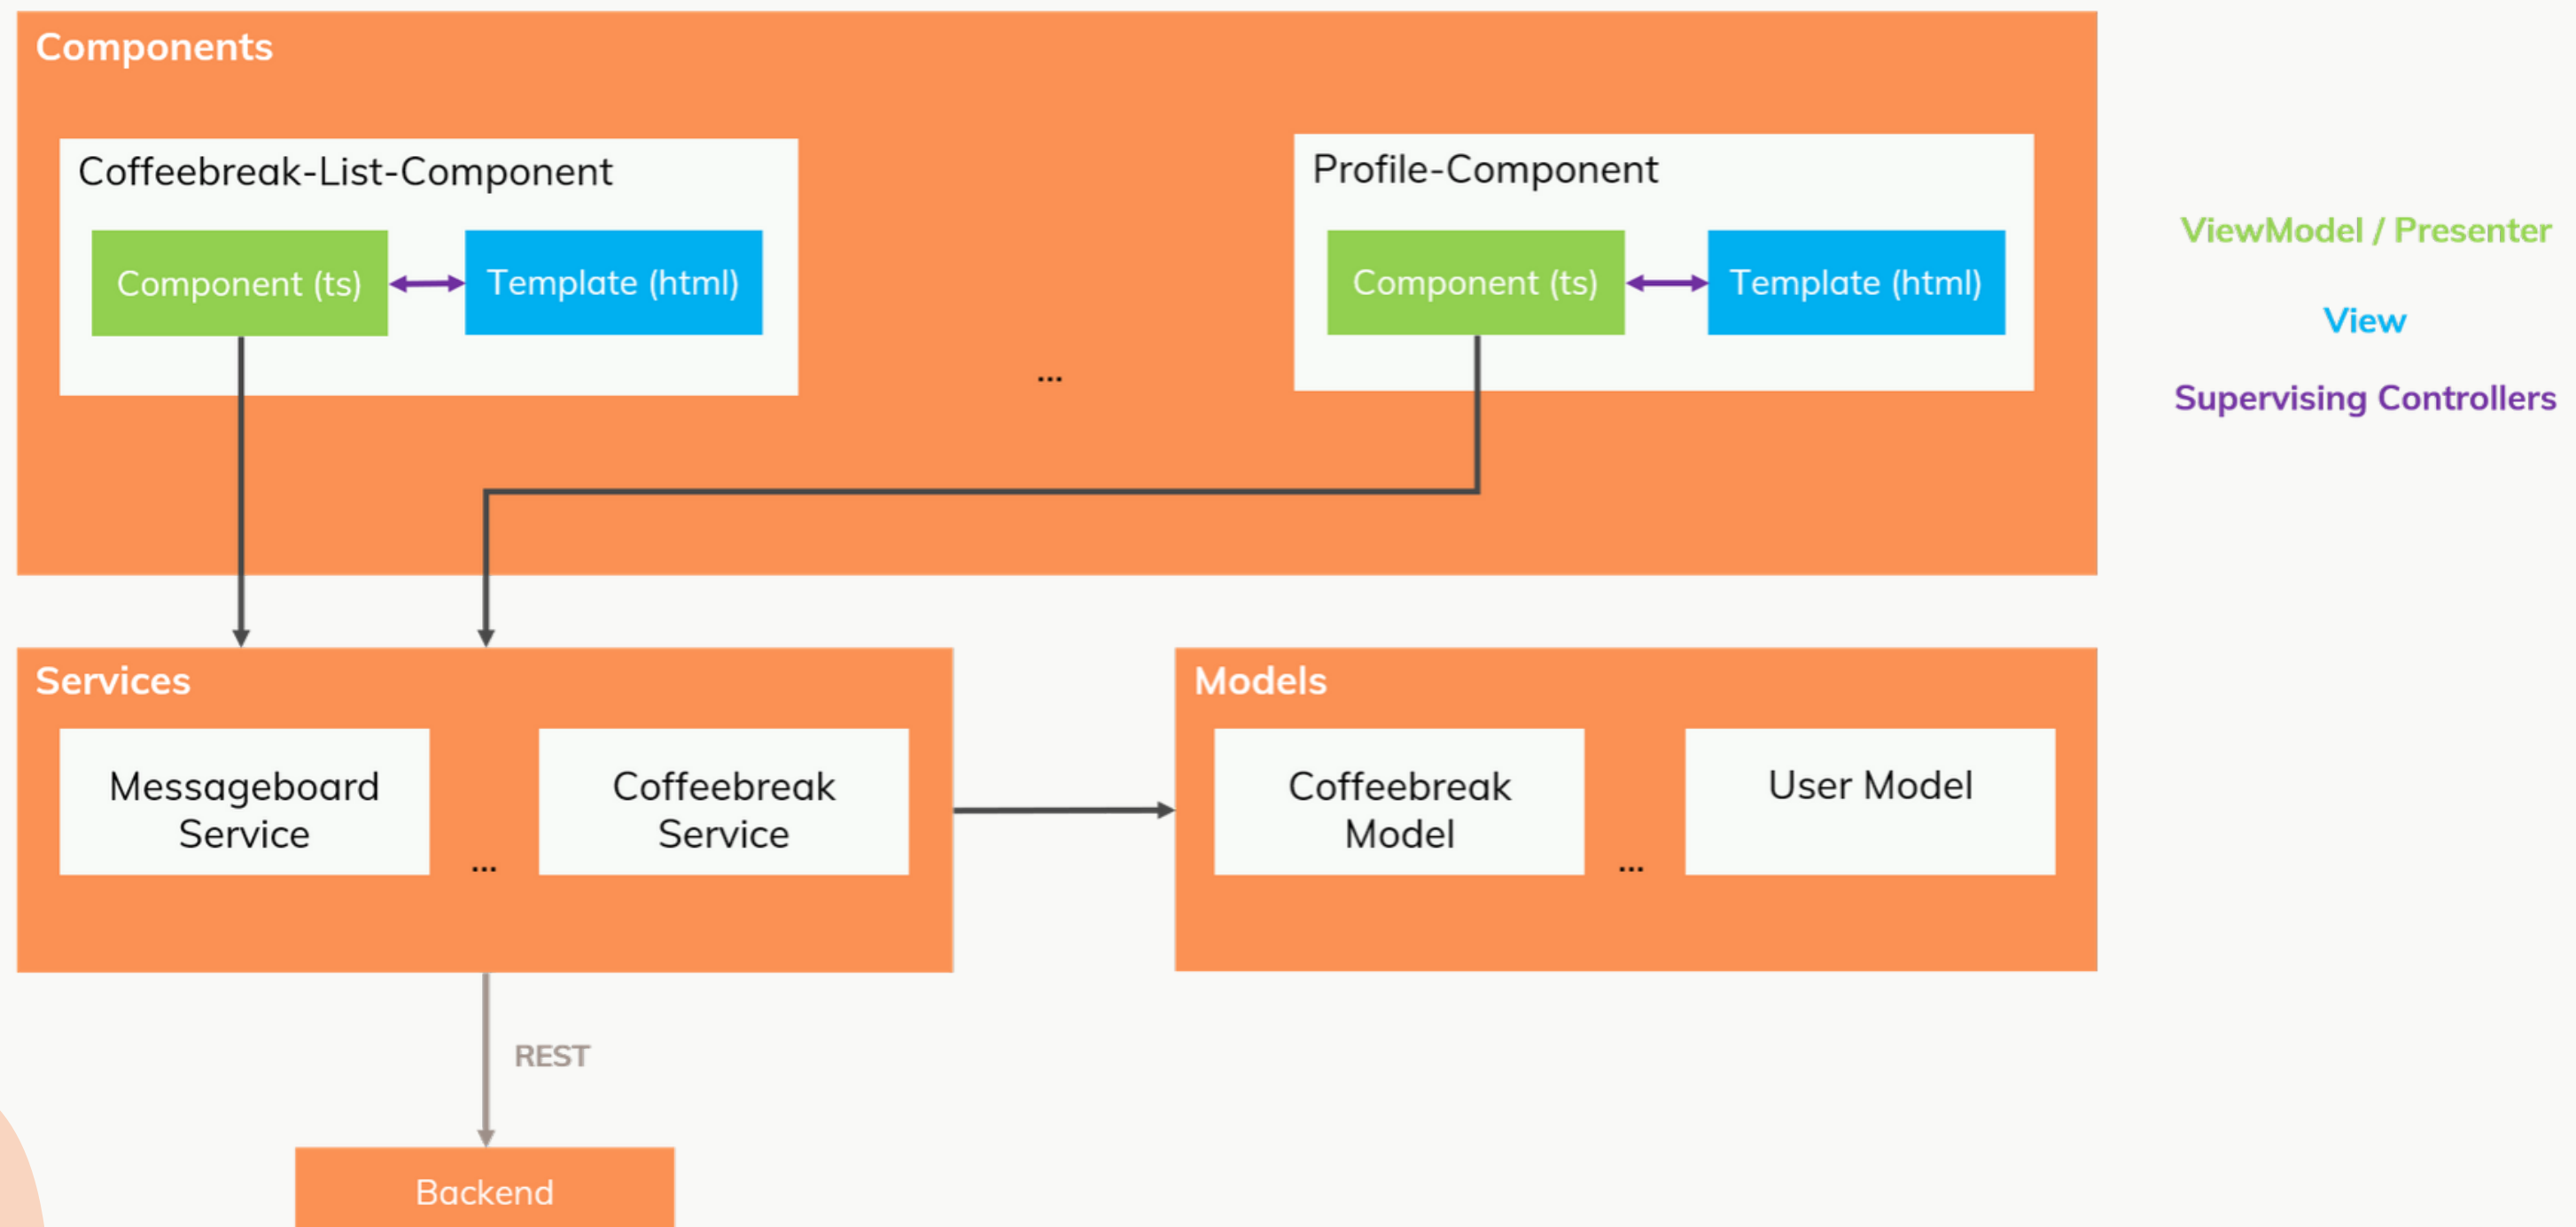 Components
Coffeebreak-List-Component
Component (ts)
Template (html)
...
Profile-Component
Component (ts)
Template (html)
ViewModel / Presenter
View
Supervising Controllers
Services
Messageboard
Service
...
Coffeebreak
Service
Models
Coffeebreak
Model
...
User Model
REST
Backend